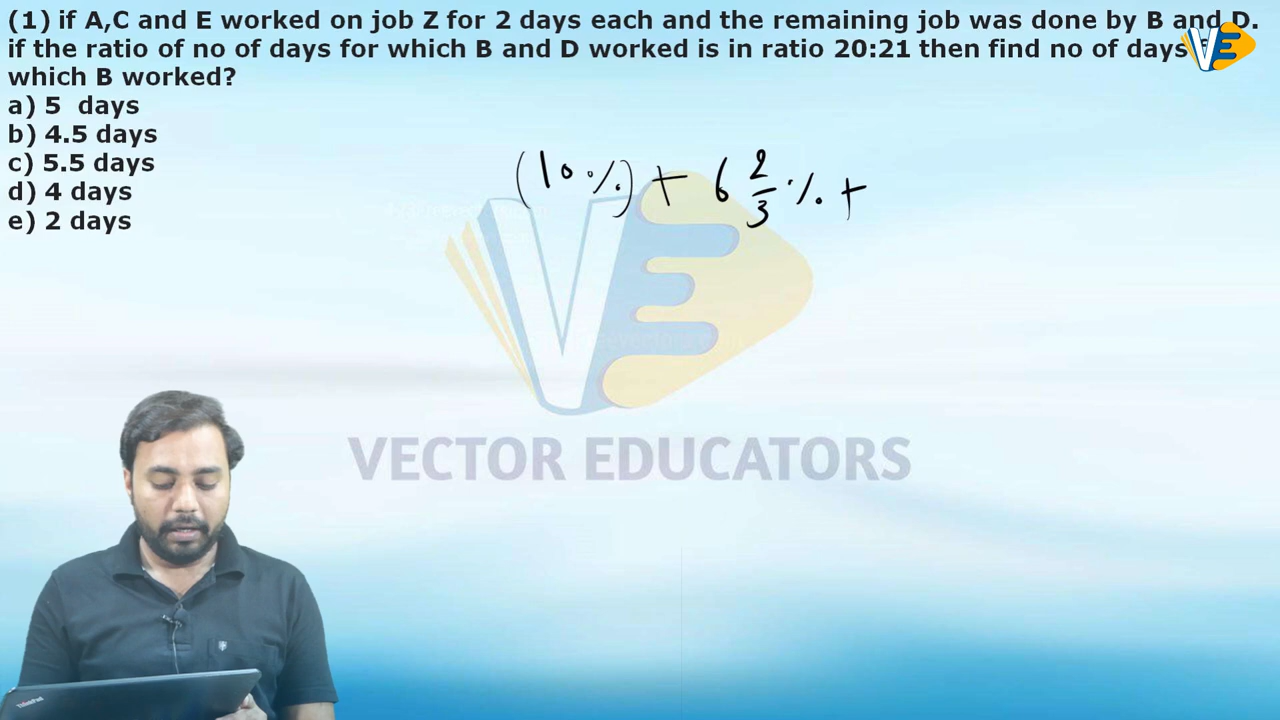 (1) if A,C and E worked on job Z for 2 days each and the remaining job was done by B and D.
if the ratio of no of days for which B and D worked is in ratio 20:21 then find no of days
which B worked?
a) 5 days
b) 4.5 days
c) 5.5 days
d) 4 days
e) 2 days
(10%) + 6 2/3 % +
VE
VE
VECTOR EDUCATORS
ThinkPad